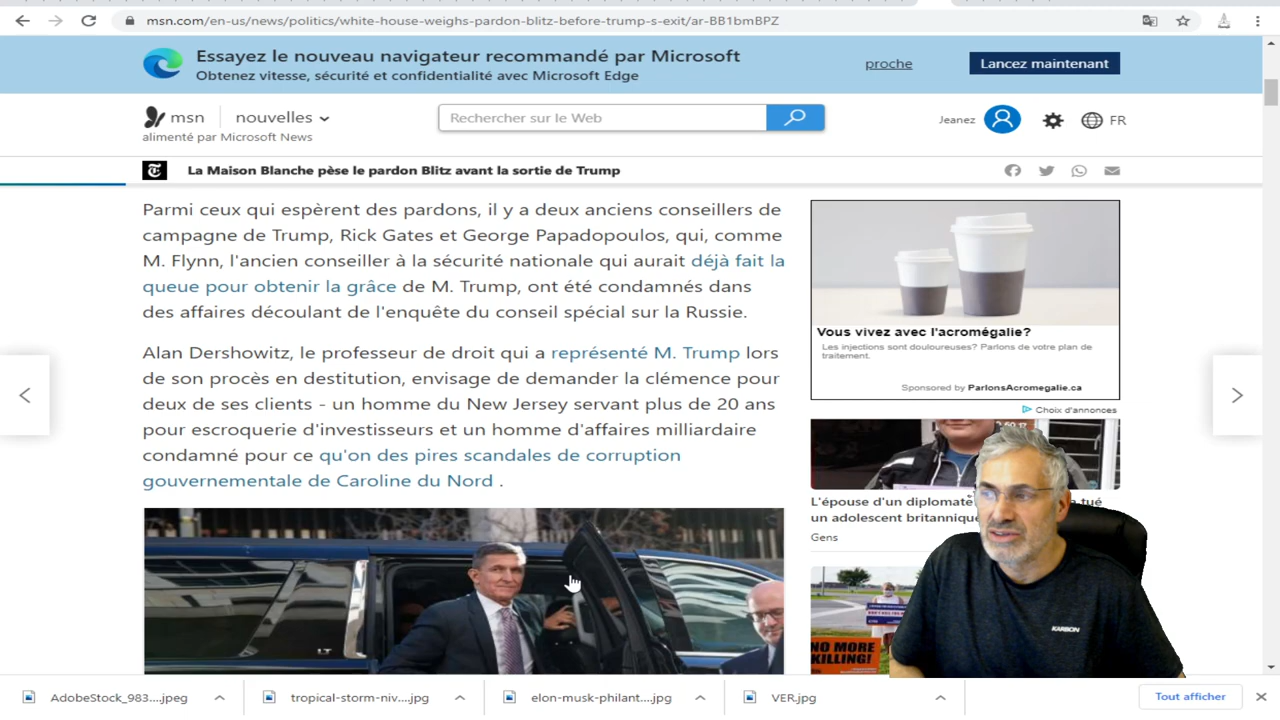 msn.com/en-us/news/politics/white-house-weighs-pardon-blitz-before-trump-s-exit/ar-BB1bmBPZ
Essayez le nouveau navigateur recommandé par Microsoft
Obtenez vitesse, sécurité et confidentialité avec Microsoft Edge
proche
Lancez maintenant
msn
nouvelles
alimenté par Microsoft News
Rechercher sur le Web
Jeanez
FR
La Maison Blanche pèse le pardon Blitz avant la sortie de Trump
Parmi ceux qui espèrent des pardons, il y a deux anciens conseillers de
campagne de Trump, Rick Gates et George Papadopoulos, qui, comme
M. Flynn, l'ancien conseiller à la sécurité nationale qui aurait déjà fait la
queue pour obtenir la grâce de M. Trump, ont été condamnés dans
des affaires découlant de l'enquête du conseil spécial sur la Russie.
Alan Dershowitz, le professeur de droit qui a représenté M. Trump lors
de son procès en destitution, envisage de demander la clémence pour
deux de ses clients - un homme du New Jersey servant plus de 20 ans
pour escroquerie d'investisseurs et un homme d'affaires milliardaire
condamné pour ce qu'on des pires scandales de corruption
gouvernementale de Caroline du Nord .
Vous vivez avec l'acromégalie?
Les injections sont douloureuses? Parlons de votre plan de
traitement.
Sponsored by ParlonsAcromegalie.ca
Choix d'annonces
L'épouse d'un diplomate tué
un adolescent britannique
Gens
NO MORE
KILLING!
KARBON
AdobeStock_983....jpeg
tropical-storm-niv....jpg
elon-musk-philant....jpg
VER.jpg
Tout afficher